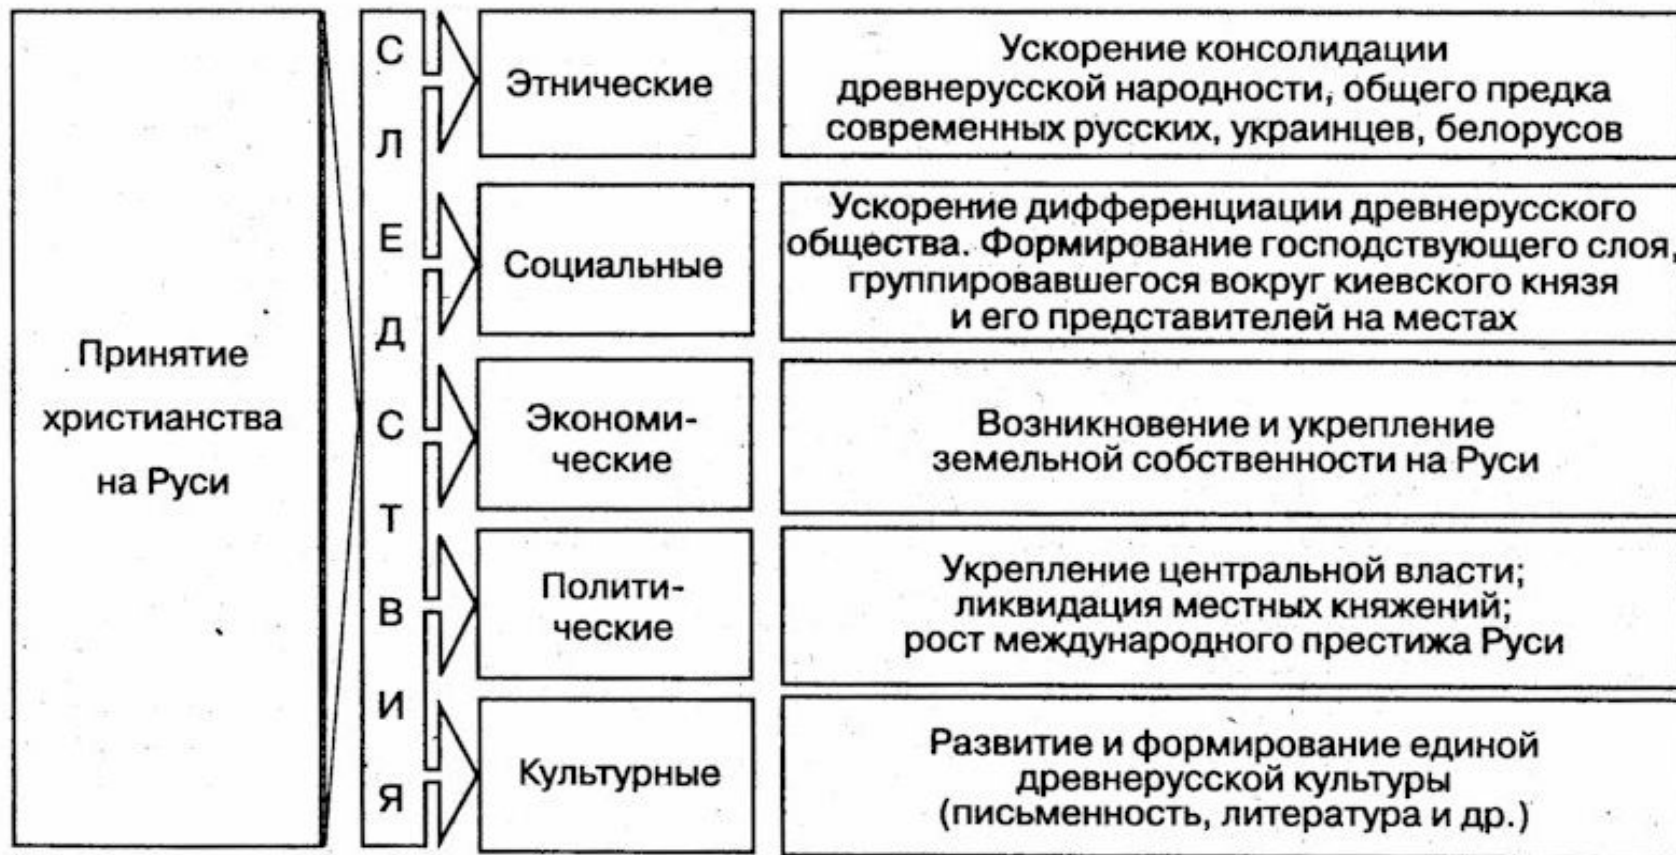 Принятие
христианства
на Руси
С
Л
Е
Д
С
Т
В
И
Я
Этнические
Ускорение консолидации
древнерусской народности, общего предка
современных русских, украинцев, белорусов
Социальные
Ускорение дифференциации древнерусского
общества. Формирование господствующего слоя,
группировавшегося вокруг киевского князя
и его представителей на местах
Экономи-
ческие
Возникновение и укрепление
земельной собственности на Руси
Полити-
ческие
Укрепление центральной власти;
ликвидация местных княжений;
рост международного престижа Руси
Культурные
Развитие и формирование единой
древнерусской культуры
(письменность, литература и др.)